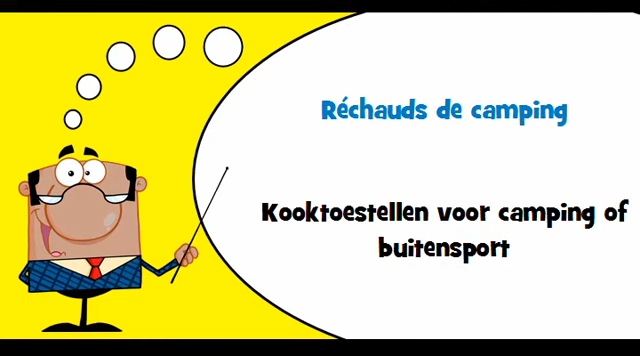 Réchauds de camping
Kooktoestellen voor camping of
buitensport